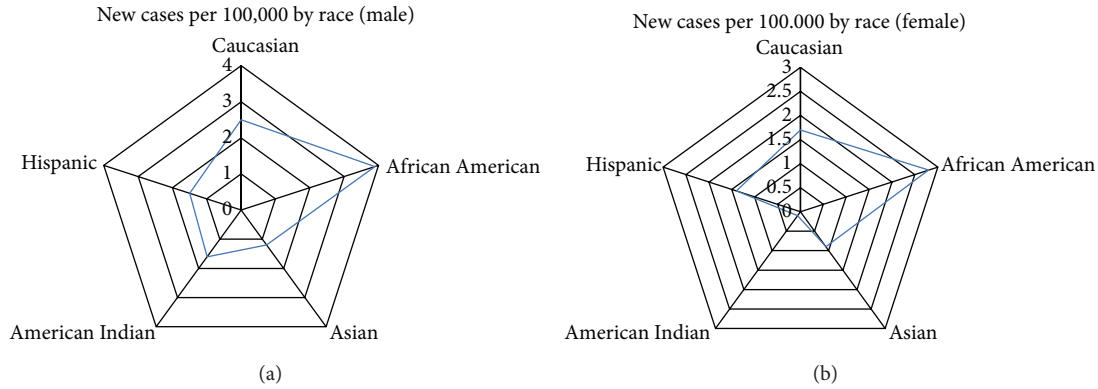 New cases per 100,000 by race (male)
Caucasian
4
3
2
1
0
Hispanic
African American
American Indian
Asian
(a)
New cases per 100.000 by race (female)
Caucasian
3
2.5
2
1.5
1
0.5
0
Hispanic
African American
American Indian
Asian
(b)